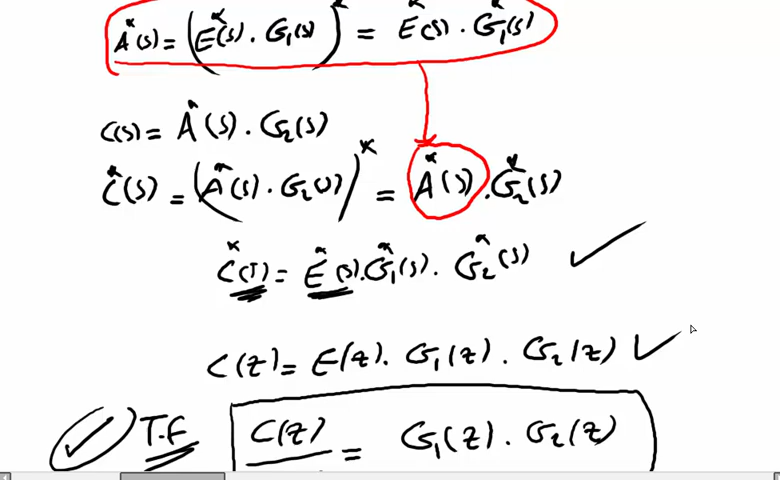 A*(s) = (E*(s) · G₁(s))* = E*(s) · G₁*(s)
C(s) = A*(s) · G₂(s)
C*(s) = (A*(s) · G₂(s))* = A*(s) · G₂*(s)
C*(s) = E*(s) · G₁*(s) · G₂*(s)
C(z) = E(z) · G₁(z) · G₂(z)
T.F C(z) = G₁(z) · G₂(z)